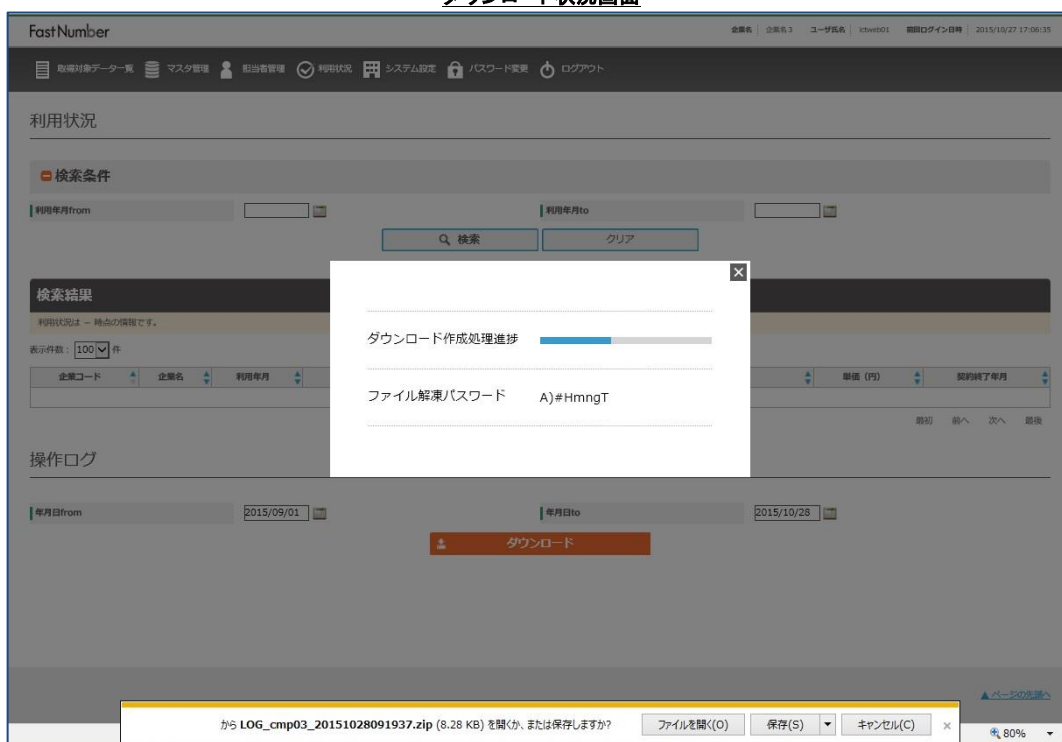 ダウンロード状況画面
FastNumber
企業名 企業名3 ユーザ氏名 ictweb01 前回ログイン日時 2015/10/27 17:06:35
取得対象データ一覧 マスタ管理 担当者管理 利用状況 システム設定 パスワード変更 ログアウト
利用状況
検索条件
利用年月from 利用年月to
検索 クリア
検索結果
利用状況は － 時点の情報です。
表示件数： 100 件
企業コード 企業名 利用年月 単価（円） 契約終了年月
ダウンロード作成処理進捗
ファイル解凍パスワード A)#HmngT
最初 前へ 次へ 最後
操作ログ
年月日from 2015/09/01 年月日to 2015/10/28
ダウンロード
▲ ページの先頭へ
から LOG_cmp03_20151028091937.zip (8.28 KB) を開くか、または保存しますか? ファイルを開く(O) 保存(S) キャンセル(C) ×
80%